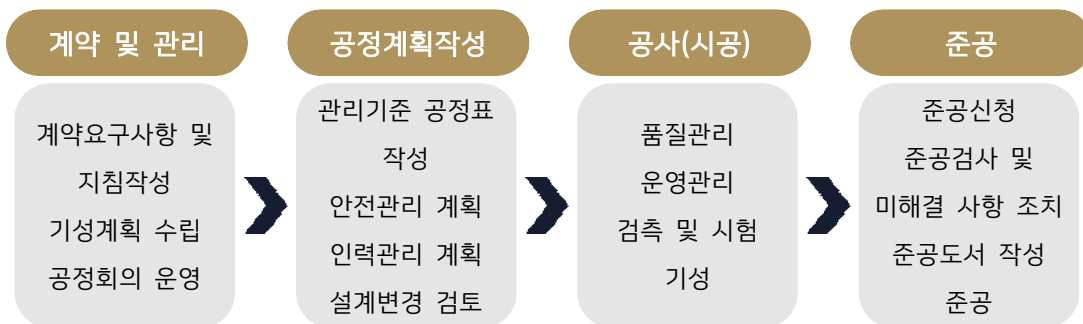 계약 및 관리
계약요구사항 및
지침작성
기성계획 수립
공정회의 운영
공정계획작성
관리기준 공정표
작성
안전관리 계획
인력관리 계획
설계변경 검토
공사(시공)
품질관리
운영관리
검측 및 시험
기성
준공
준공신청
준공검사 및
미해결 사항 조치
준공도서 작성
준공